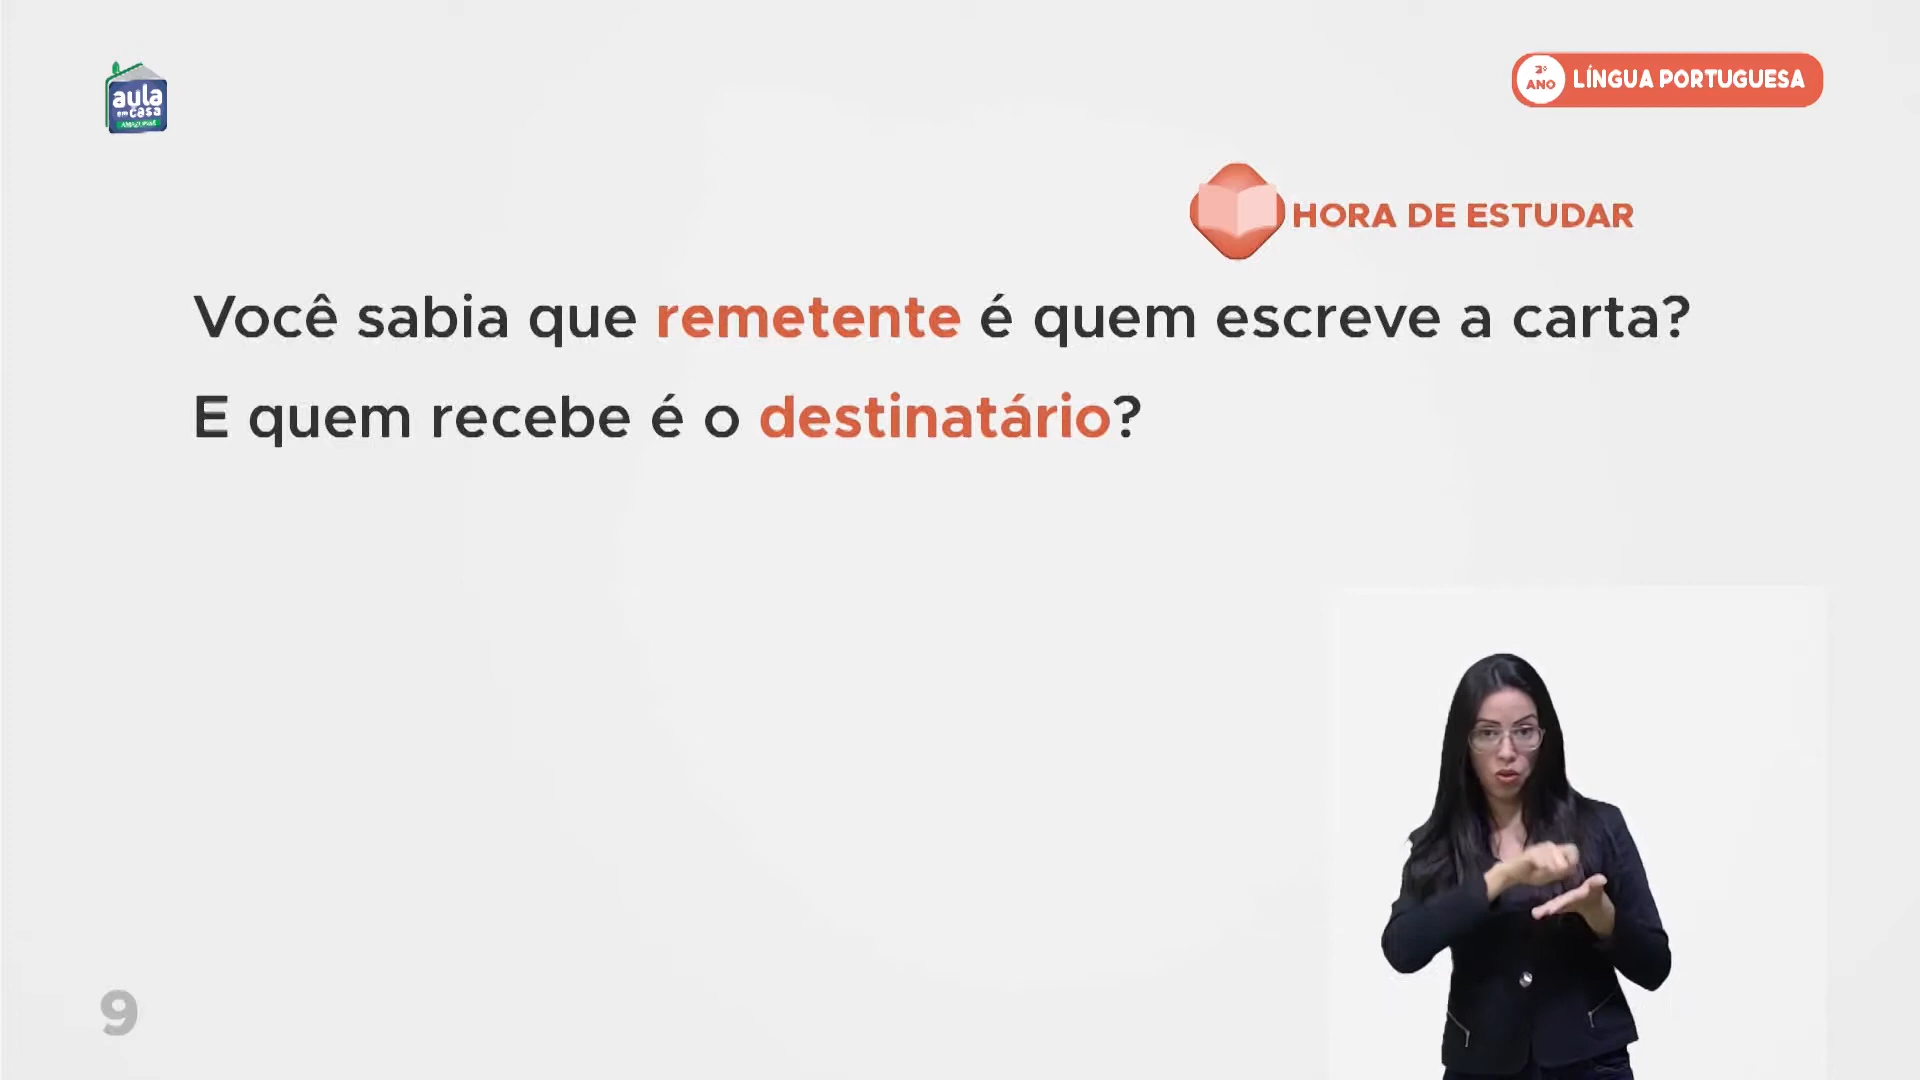 aula
em casa
2º
ANO
LÍNGUA PORTUGUESA
HORA DE ESTUDAR
Você sabia que remetente é quem escreve a carta?
E quem recebe é o destinatário?
9